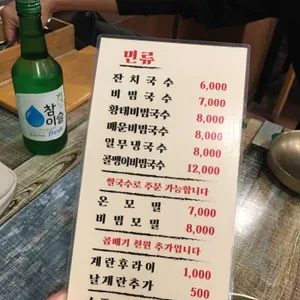 참이슬
fresh
면류
잔치국수 6,000
비빔국수 7,000
황태비빔국수 8,000
매운비빔국수 8,000
열무냉국수 8,000
골뱅이비빔국수 12,000
쌀국수로 주문 가능합니다
온모밀 7,000
비빔모밀 8,000
곱배기 천원 추가입니다
계란후라이 1,000
날계란추가 500